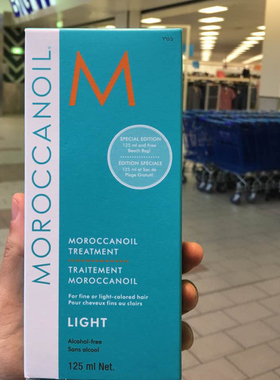 MOROCCANOIL
M
SPECIAL EDITION
125 ml and Free
Beach Bag!
ÉDITION SPÉCIALE
125 ml et Sac de
Plage Gratuit!
MOROCCANOIL
TREATMENT
TRAITEMENT
MOROCCANOIL
For fine or light-colored hair
Pour cheveux fins ou clairs
LIGHT
Alcohol-free
Sans alcool
125 ml Net.